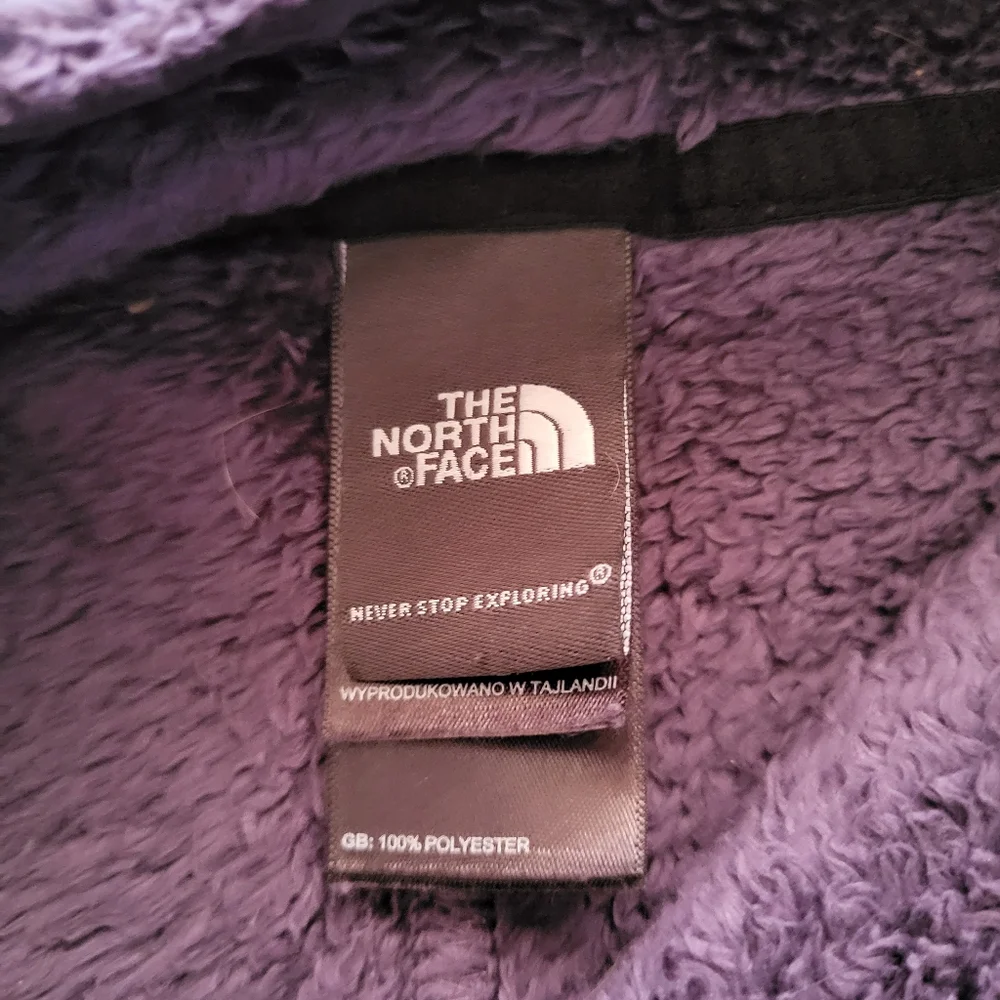 THE
NORTH
®FACE
NEVER STOP EXPLORING®
WYPRODUKOWANO W TAJLANDII
GB: 100% POLYESTER